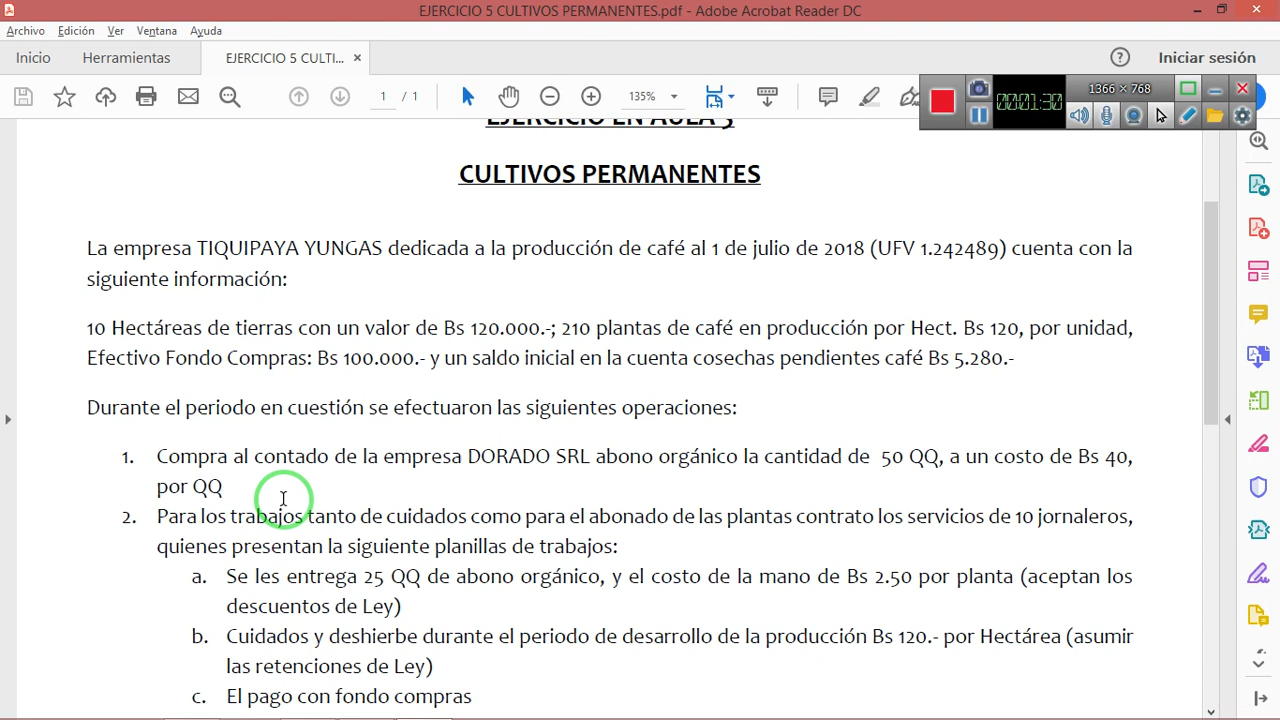 EJERCICIO 5 CULTIVOS PERMANENTES.pdf - Adobe Acrobat Reader DC
Archivo Edición Ver Ventana Ayuda
Inicio Herramientas EJERCICIO 5 CULTI... × Iniciar sesión
1 / 1 135% 00:01:30 1366 × 768
EJERCICIO EN AULA 5
CULTIVOS PERMANENTES
La empresa TIQUIPAYA YUNGAS dedicada a la producción de café al 1 de julio de 2018 (UFV 1.242489) cuenta con la
siguiente información:
10 Hectáreas de tierras con un valor de Bs 120.000.-; 210 plantas de café en producción por Hect. Bs 120, por unidad,
Efectivo Fondo Compras: Bs 100.000.- y un saldo inicial en la cuenta cosechas pendientes café Bs 5.280.-
Durante el periodo en cuestión se efectuaron las siguientes operaciones:
1. Compra al contado de la empresa DORADO SRL abono orgánico la cantidad de 50 QQ, a un costo de Bs 40,
por QQ
2. Para los trabajos tanto de cuidados como para el abonado de las plantas contrato los servicios de 10 jornaleros,
quienes presentan la siguiente planillas de trabajos:
a. Se les entrega 25 QQ de abono orgánico, y el costo de la mano de Bs 2.50 por planta (aceptan los
descuentos de Ley)
b. Cuidados y deshierbe durante el periodo de desarrollo de la producción Bs 120.- por Hectárea (asumir
las retenciones de Ley)
c. El pago con fondo compras